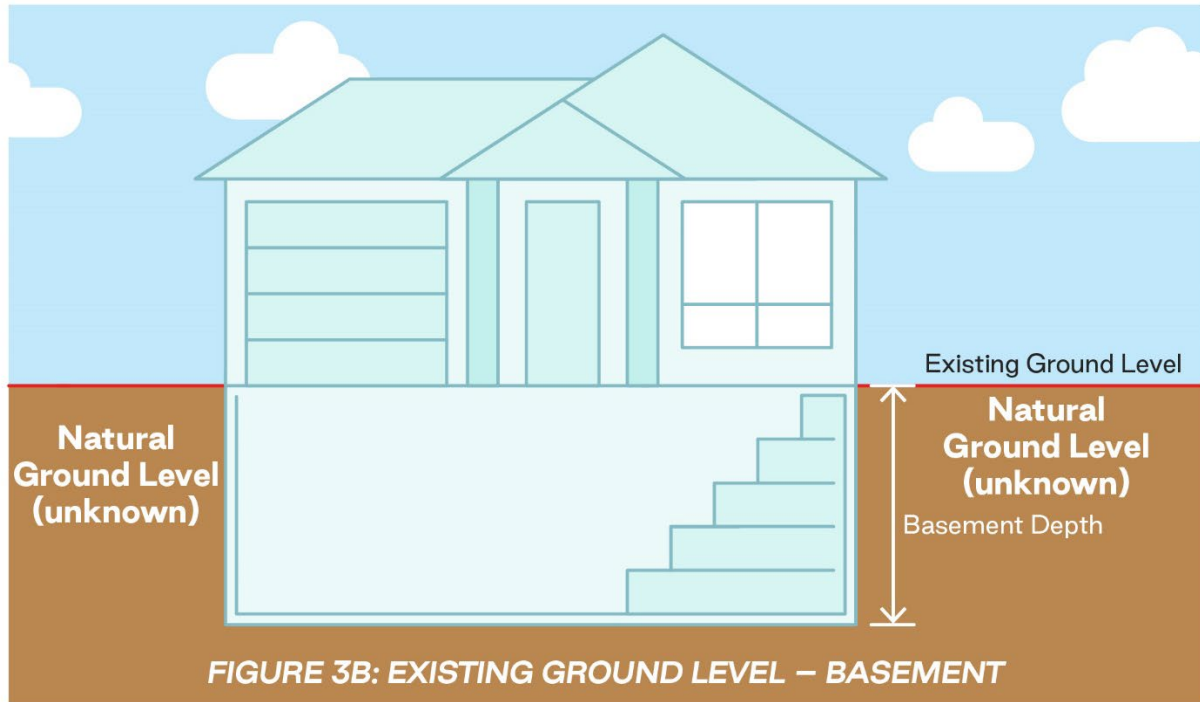 Existing Ground Level
Natural
Ground Level
(unknown)
Natural
Ground Level
(unknown)
Basement Depth
FIGURE 3B: EXISTING GROUND LEVEL – BASEMENT